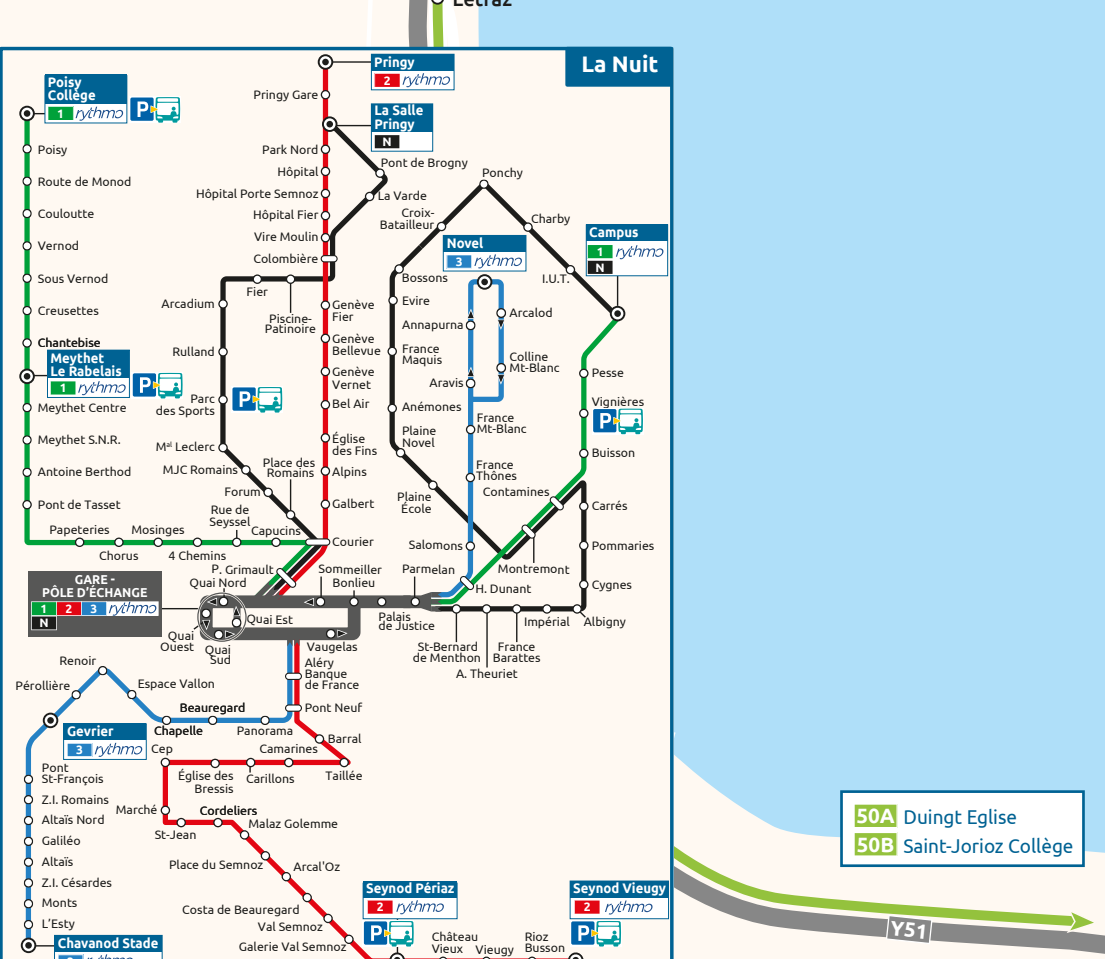 Letraz
La Nuit
Pringy
2 rythmo
Poisy
Collège
1 rythmo
P
Pringy Gare
La Salle
Pringy
N
Poisy
Route de Monod
Couloutte
Vernod
Sous Vernod
Creusettes
Chantebise
Meythet
Le Rabelais
1 rythmo
P
Meythet Centre
Meythet S.N.R.
Antoine Berthod
Pont de Tasset
Papeteries
Chorus
Mosinges
4 Chemins
Rue de
Seyssel
Capucins
Park Nord
Hôpital
Hôpital Porte Semnoz
Hôpital Fier
Vire Moulin
Colombière
Pont de Brogny
La Varde
Fier
Piscine-
Patinoire
Arcadium
Rulland
Parc
des Sports
P
Mal Leclerc
MJC Romains
Forum
Place des
Romains
Genève
Fier
Genève
Bellevue
Genève
Vernet
Bel Air
Église
des Fins
Alpins
Galbert
Courier
Ponchy
Croix-
Batailleur
Charby
I.U.T.
Campus
1 rythmo
N
Novel
3 rythmo
Bossons
Evire
Annapurna
France
Maquis
Aravis
Anémones
Plaine
Novel
Plaine
École
Arcalod
Colline
Mt-Blanc
France
Mt-Blanc
France
Thônes
Contamines
Salomons
Pesse
Vignières
P
Buisson
Carrés
Pommaries
Cygnes
Montremont
H. Dunant
Albigny
Impérial
France
Barattes
A. Theuriet
St-Bernard
de Menthon
P. Grimault
Quai Nord
Sommeiller
Bonlieu
Parmelan
Palais
de Justice
GARE -
PÔLE D'ÉCHANGE
1 2 3 rythmo
N
Quai Est
Quai
Ouest
Quai
Sud
Vaugelas
Aléry
Banque
de France
Pont Neuf
Renoir
Pérollière
Espace Vallon
Beauregard
Chapelle
Panorama
Gevrier
3 rythmo
Barral
Camarines
Taillée
Cep
Église des
Bressis
Carillons
Marché
Cordeliers
St-Jean
Malaz Golemme
Place du Semnoz
Arcal'Oz
Costa de Beauregard
Val Semnoz
Galerie Val Semnoz
Pont
St-François
Z.I. Romains
Altaïs Nord
Galiléo
Altaïs
Z.I. Césardes
Monts
L'Esty
Chavanod Stade
Synod Périaz
2 rythmo
P
Château
Vieux
Vieugy
Rioz
Busson
Seynod Vieugy
2 rythmo
P
50A Duingt Eglise
50B Saint-Jorioz Collège
Y51